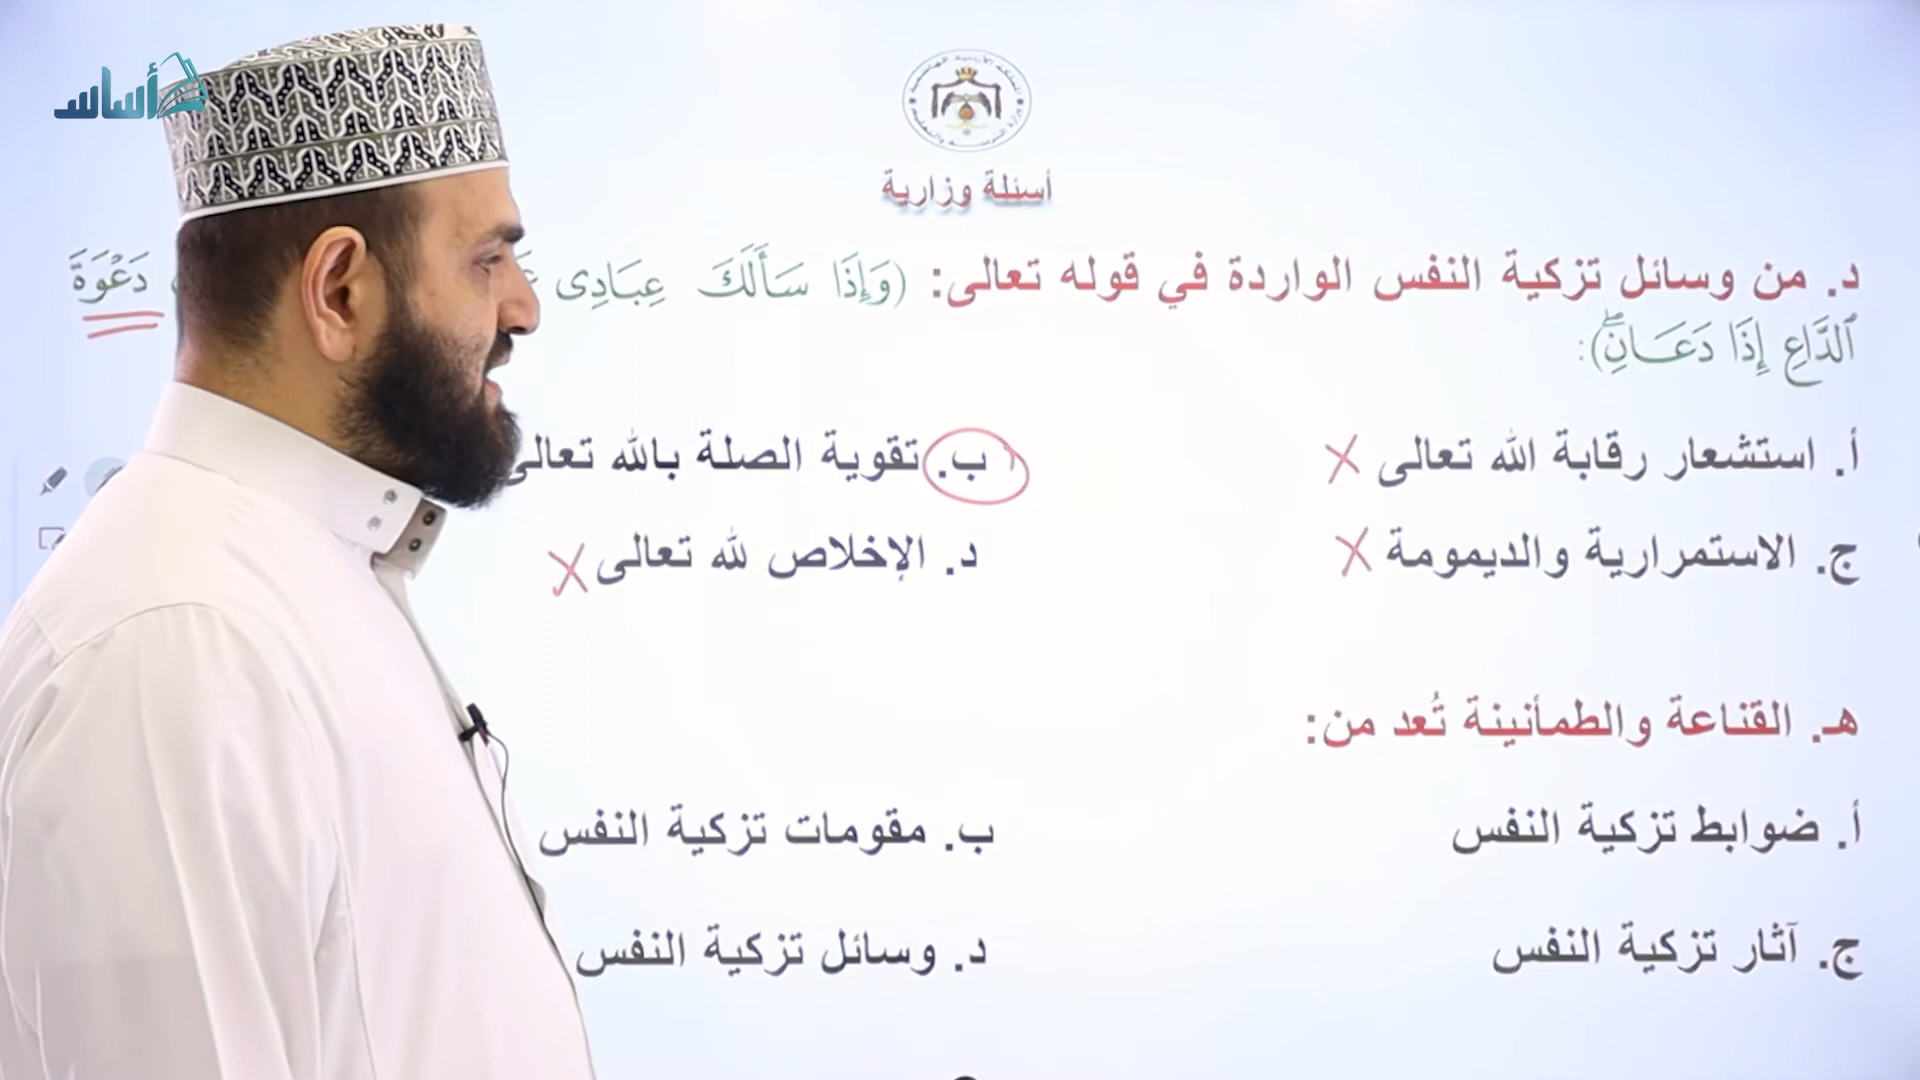 أساس
أسئلة وزارية
د. من وسائل تزكية النفس الواردة في قوله تعالى: (وَإِذَا سَأَلَكَ عِبَادِى دَعْوَةَ
ٱلدَّاعِ إِذَا دَعَانِ):
أ. استشعار رقابة الله تعالى
ب. تقوية الصلة بالله تعالى
ج. الاستمرارية والديمومة
د. الإخلاص لله تعالى
هـ. القناعة والطمأنينة تُعد من:
أ. ضوابط تزكية النفس
ب. مقومات تزكية النفس
ج. آثار تزكية النفس
د. وسائل تزكية النفس